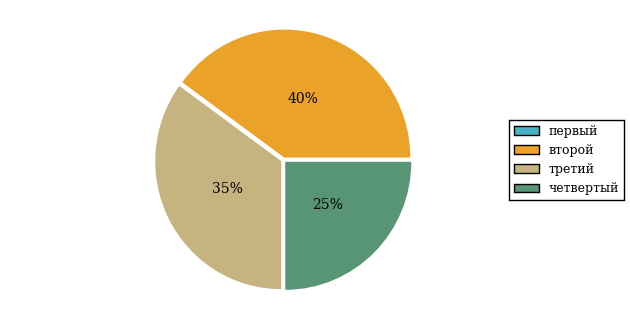 40%
35%
25%
первый
второй
третий
четвертый